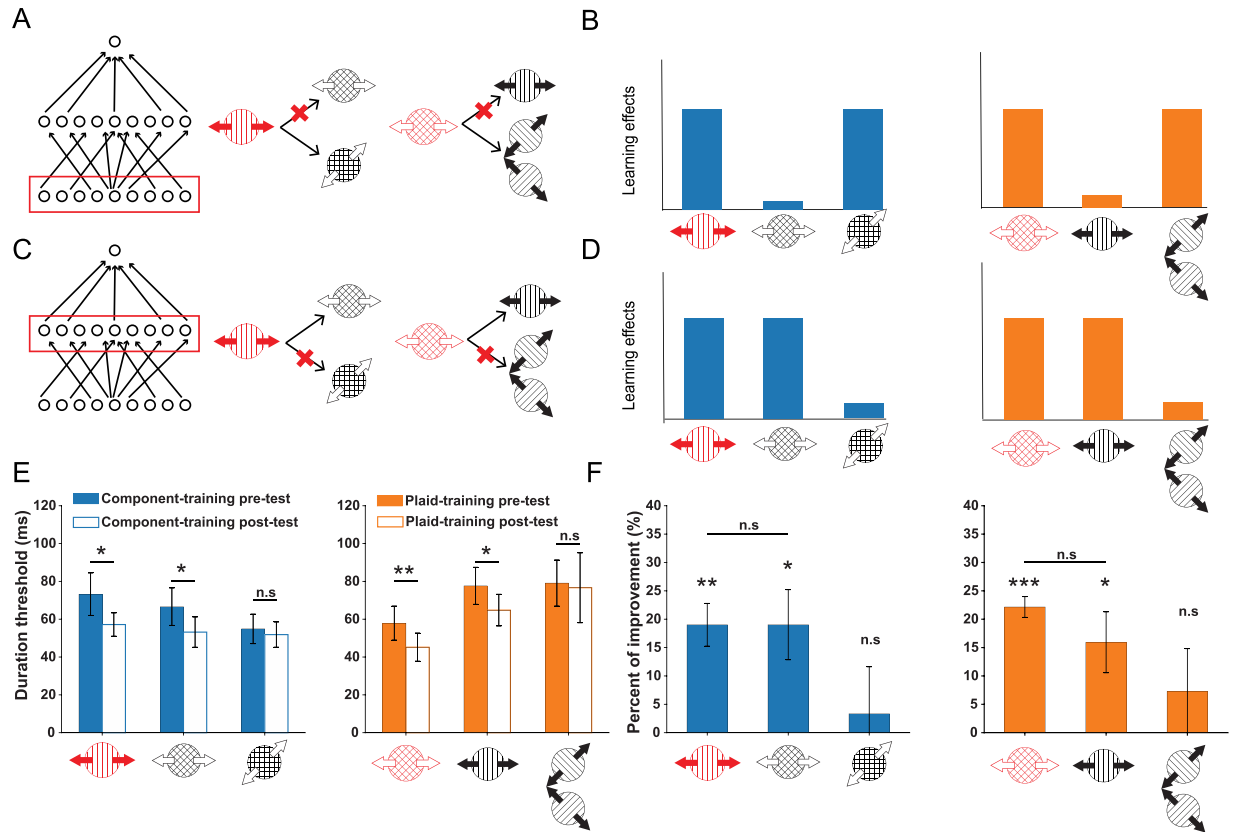 A
B
Learning effects
C
D
Learning effects
E
F
Duration threshold (ms)
120
100
80
60
40
20
0
Component-training pre-test
Component-training post-test
*
*
n.s
120
100
80
60
40
20
0
Plaid-training pre-test
Plaid-training post-test
**
*
n.s
Percent of improvement (%)
40
35
30
25
20
15
10
5
0
n.s
**
*
n.s
40
35
30
25
20
15
10
5
0
n.s
***
*
n.s